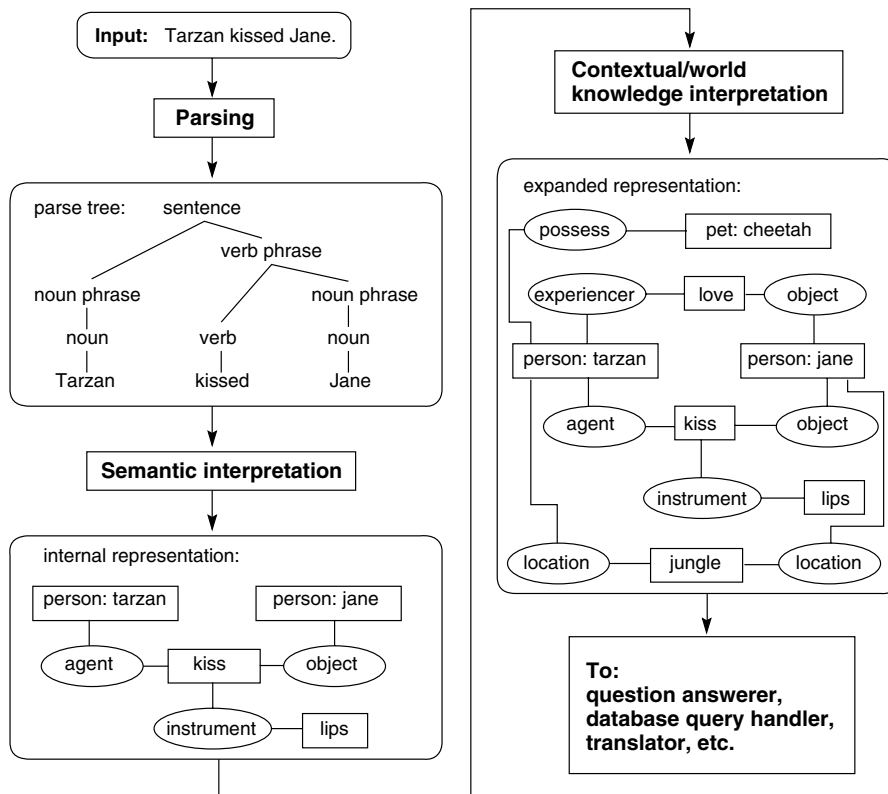 Input: Tarzan kissed Jane.
Parsing
parse tree: sentence
verb phrase
noun phrase noun phrase
noun verb noun
Tarzan kissed Jane
Semantic interpretation
internal representation:
person: tarzan person: jane
agent kiss object
instrument lips
Contextual/world
knowledge interpretation
expanded representation:
possess pet: cheetah
experiencer love object
person: tarzan person: jane
agent kiss object
instrument lips
location jungle location
To:
question answerer,
database query handler,
translator, etc.